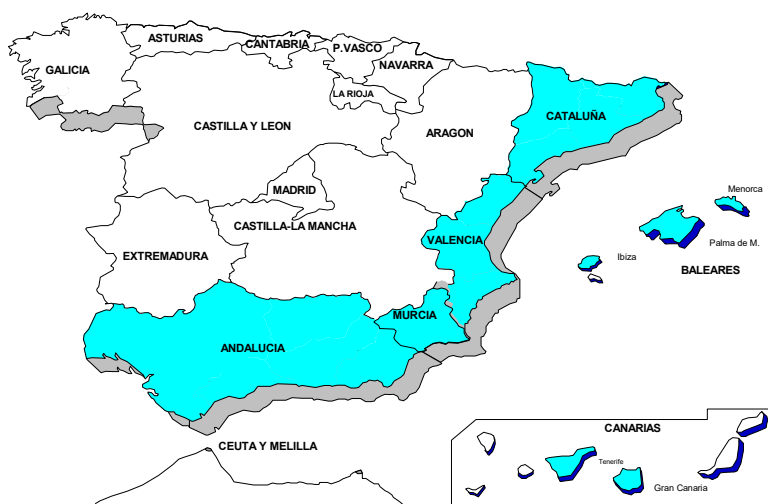 ASTURIAS
CANTABRIA
P.VASCO
NAVARRA
GALICIA
LA RIOJA
CATALUÑA
CASTILLA Y LEON
ARAGON
MADRID
Menorca
CASTILLA-LA MANCHA
VALENCIA
Palma de M.
EXTREMADURA
Ibiza
BALEARES
MURCIA
ANDALUCIA
CANARIAS
CEUTA Y MELILLA
Tenerife
Gran Canaria